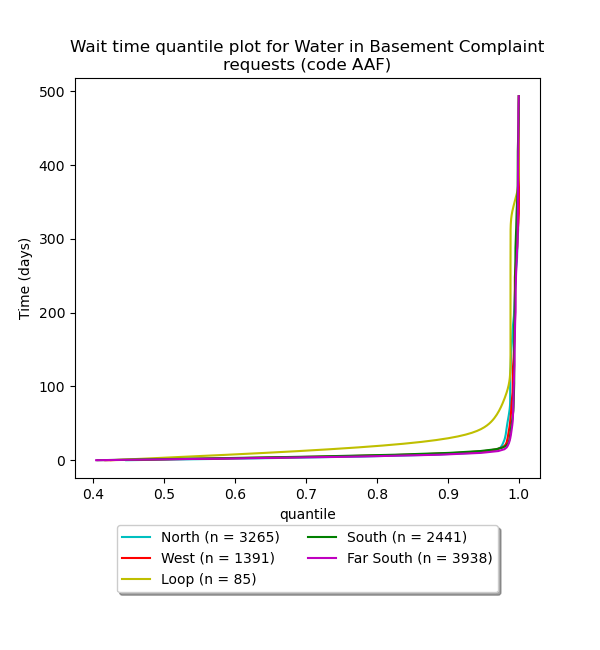 Wait time quantile plot for Water in Basement Complaint
requests (code AAF)
500
400
300
200
100
0
Time (days)
0.4 0.5 0.6 0.7 0.8 0.9 1.0
quantile
North (n = 3265)
West (n = 1391)
Loop (n = 85)
South (n = 2441)
Far South (n = 3938)